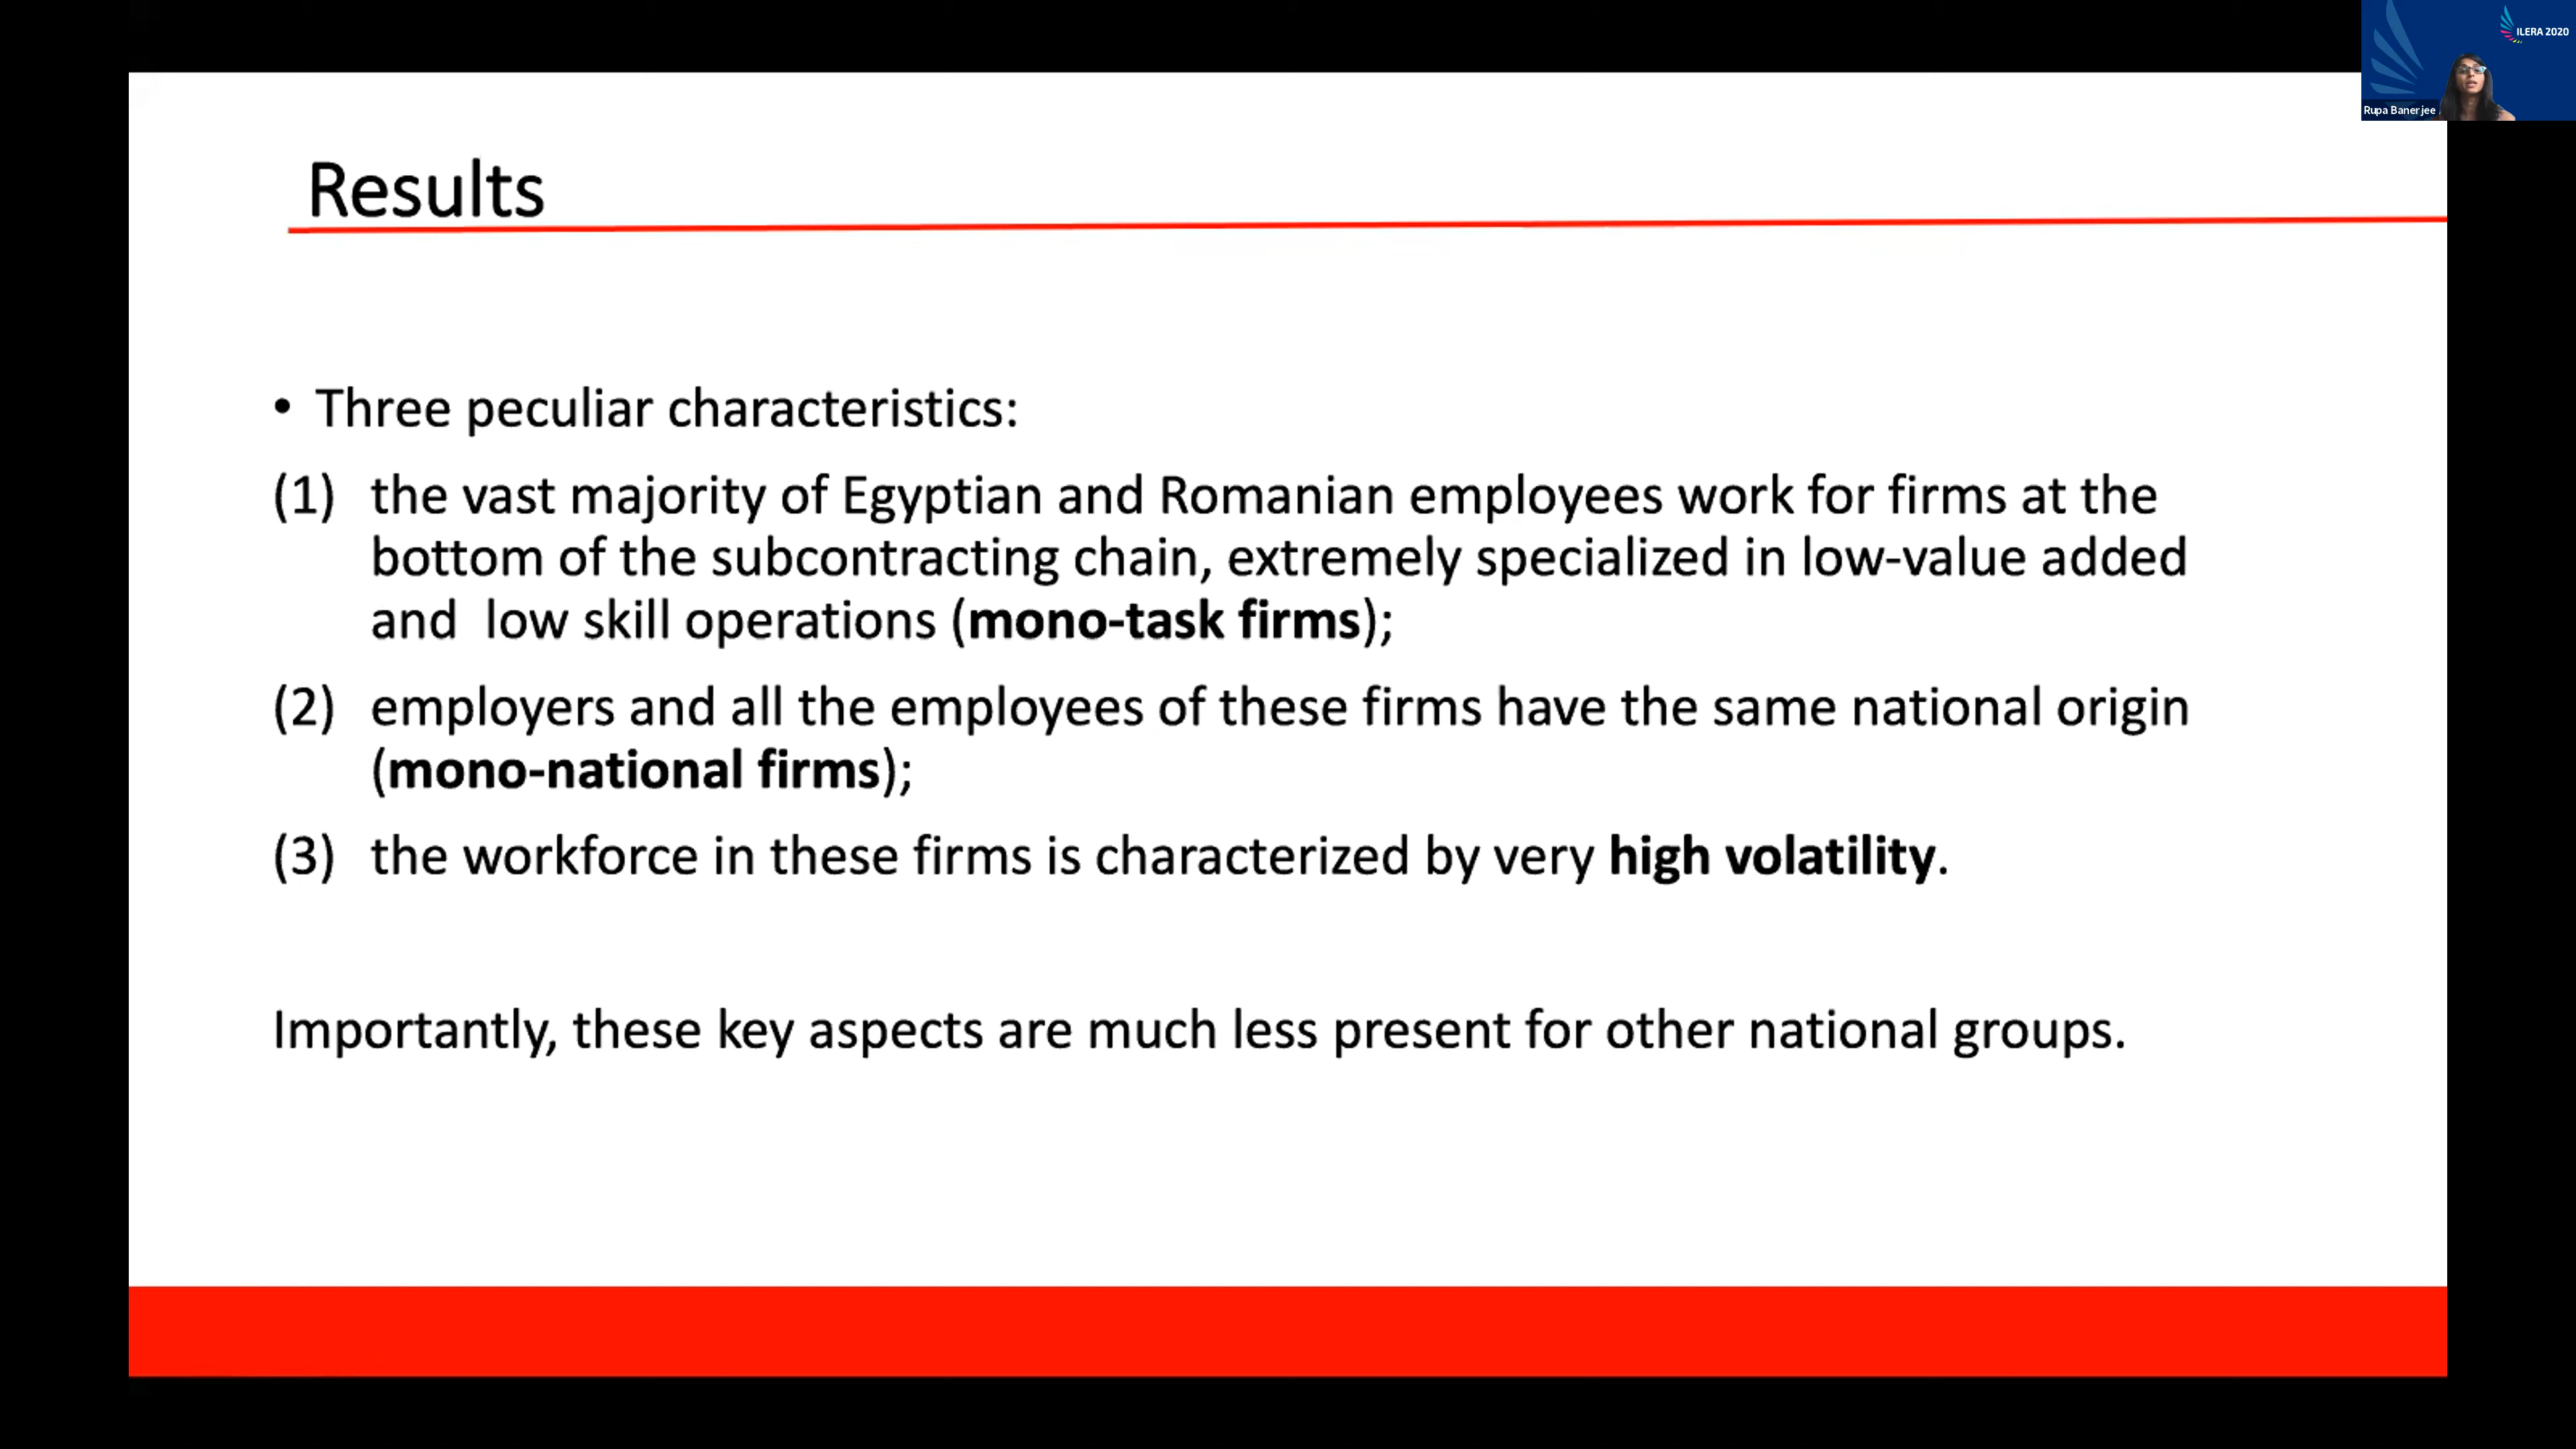 ILERA 2020
Rupa Banerjee
Results
• Three peculiar characteristics:
(1) the vast majority of Egyptian and Romanian employees work for firms at the
bottom of the subcontracting chain, extremely specialized in low-value added
and  low skill operations (mono-task firms);
(2) employers and all the employees of these firms have the same national origin
(mono-national firms);
(3) the workforce in these firms is characterized by very high volatility.
Importantly, these key aspects are much less present for other national groups.